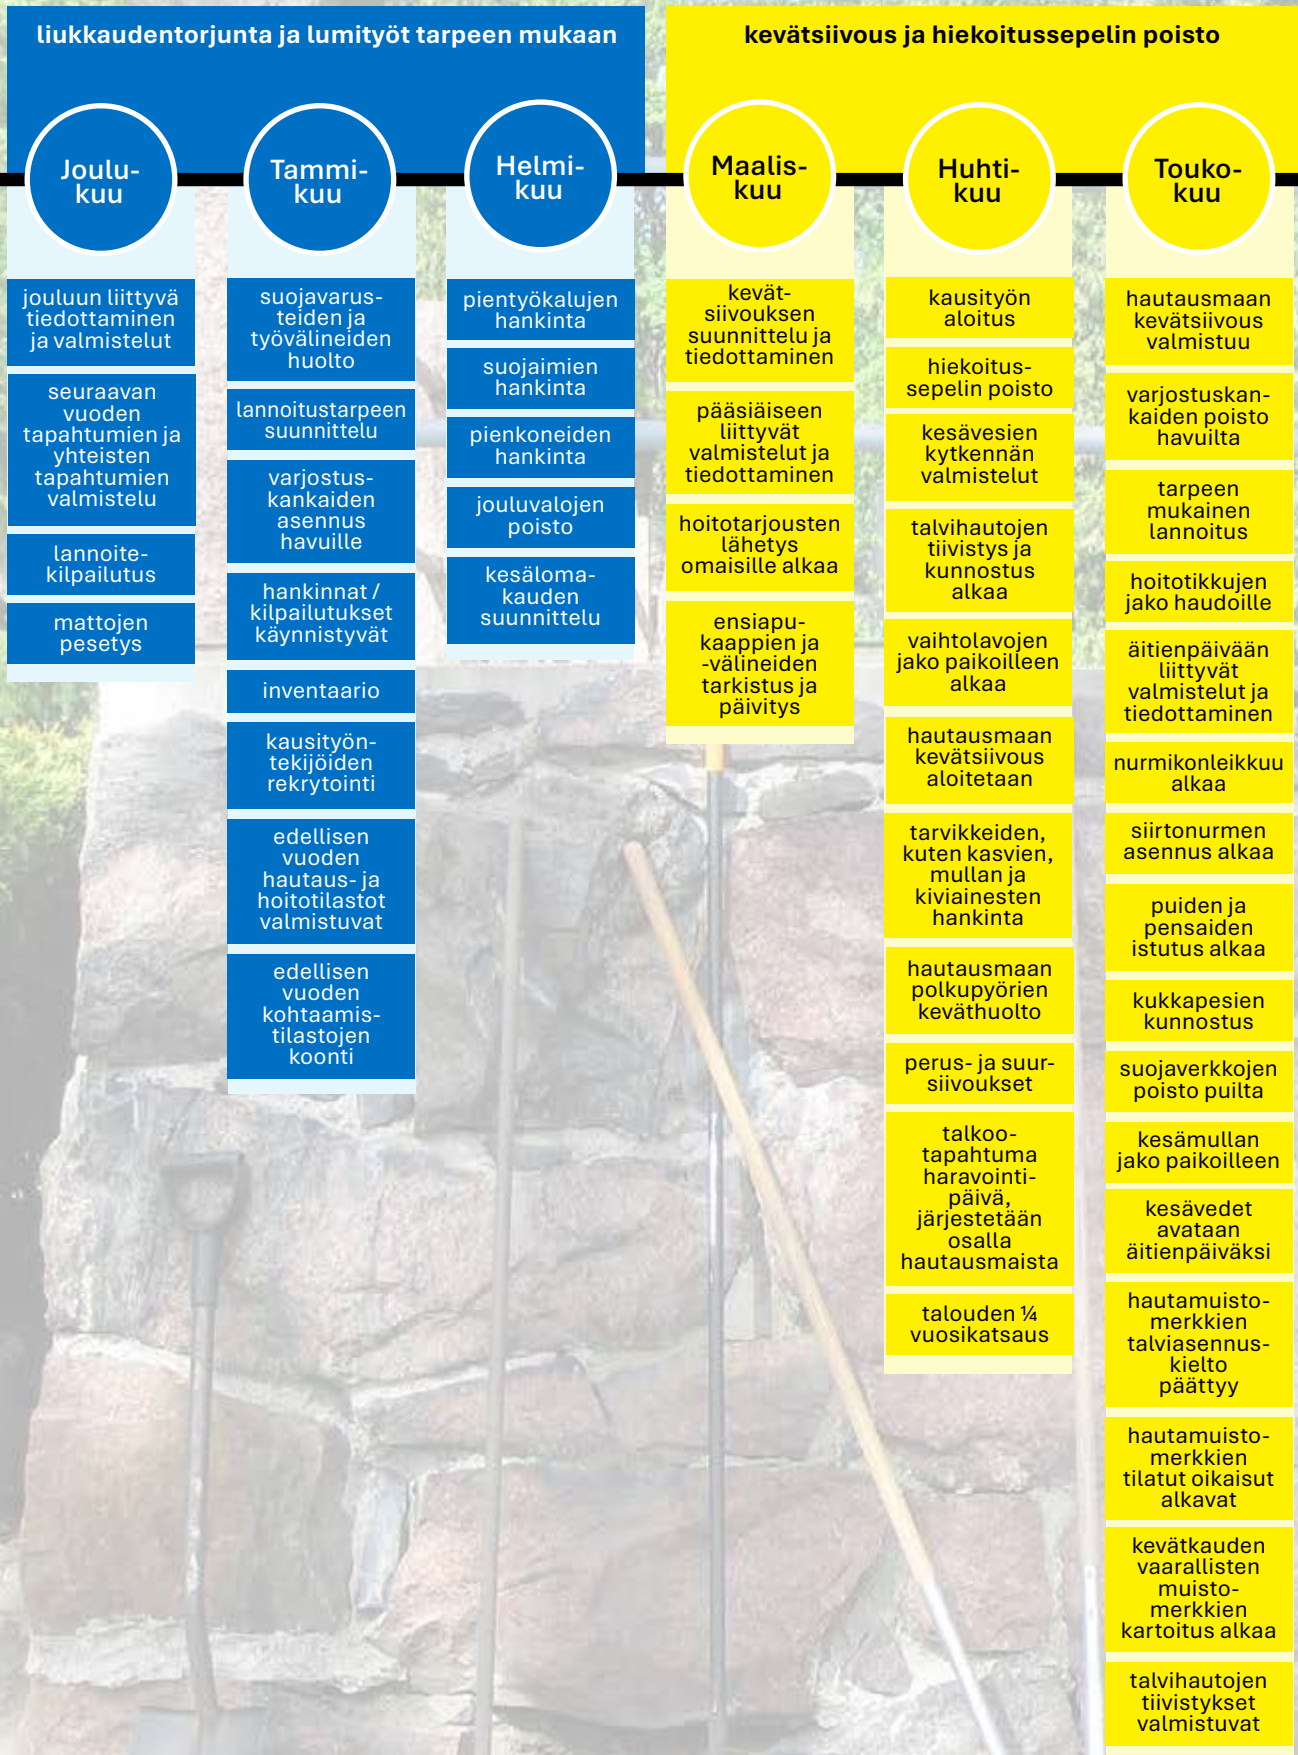 liukkaudentorjunta ja lumityöt tarpeen mukaan
Joulu-
kuu
jouluun liittyvä
tiedottaminen
ja valmistelut
seuraavan
vuoden
tapahtumien ja
yhteisten
tapahtumien
valmistelu
lannoite-
kilpailutus
mattojen
pesetys
Tammi-
kuu
suojavarus-
teiden ja
työvälineiden
huolto
lannoitustarpeen
suunnittelu
varjostus-
kankaiden
asennus
havuille
hankinnat /
kilpailutukset
käynnistyvät
inventaario
kausityön-
tekijöiden
rekrytointi
edellisen
vuoden
hautaus- ja
hoitotilastot
valmistuvat
edellisen
vuoden
kohtaamis-
tilastojen
koonti
Helmi-
kuu
pientyökalujen
hankinta
suojaimien
hankinta
pienkoneiden
hankinta
jouluvalojen
poisto
kesäloma-
kauden
suunnittelu
kevätsiivous ja hiekoitussepelin poisto
Maalis-
kuu
kevät-
siivouksen
suunnittelu ja
tiedottaminen
pääsiäiseen
liittyvät
valmistelut ja
tiedottaminen
hoitotarjousten
lähetys
omaisille alkaa
ensiapu-
kaappien ja
-välineiden
tarkistus ja
päivitys
Huhti-
kuu
kausityön
aloitus
hiekoitus-
sepelin poisto
kesävesien
kytkennän
valmistelut
talvihautojen
tiivistys ja
kunnostus
alkaa
vaihtolavojen
jako paikoilleen
alkaa
hautausmaan
kevätsiivous
aloitetaan
tarvikkeiden,
kuten kasvien,
mullan ja
kiviainesten
hankinta
hautausmaan
polkupyörien
keväthuolto
perus- ja suur-
siivoukset
talkoo-
tapahtuma
haravointi-
päivä,
järjestetään
osalla
hautausmaista
talouden ¼
vuosikatsaus
Touko-
kuu
hautausmaan
kevätsiivous
valmistuu
varjostuskan-
kaiden poisto
havuilta
tarpeen
mukainen
lannoitus
hoitotikkujen
jako haudoille
äitienpäivään
liittyvät
valmistelut ja
tiedottaminen
nurmikonleikkuu
alkaa
siirtonurmen
asennus alkaa
puiden ja
pensaiden
istutus alkaa
kukkapesien
kunnostus
suojaverkkojen
poisto puilta
kesämullan
jako paikoilleen
kesävedet
avataan
äitienpäiväksi
hautamuisto-
merkkien
talviasennus-
kielto
päättyy
hautamuisto-
merkkien
tilatut oikaisut
alkavat
kevätkauden
vaarallisten
muisto-
merkkien
kartoitus alkaa
talvihautojen
tiivistykset
valmistuvat